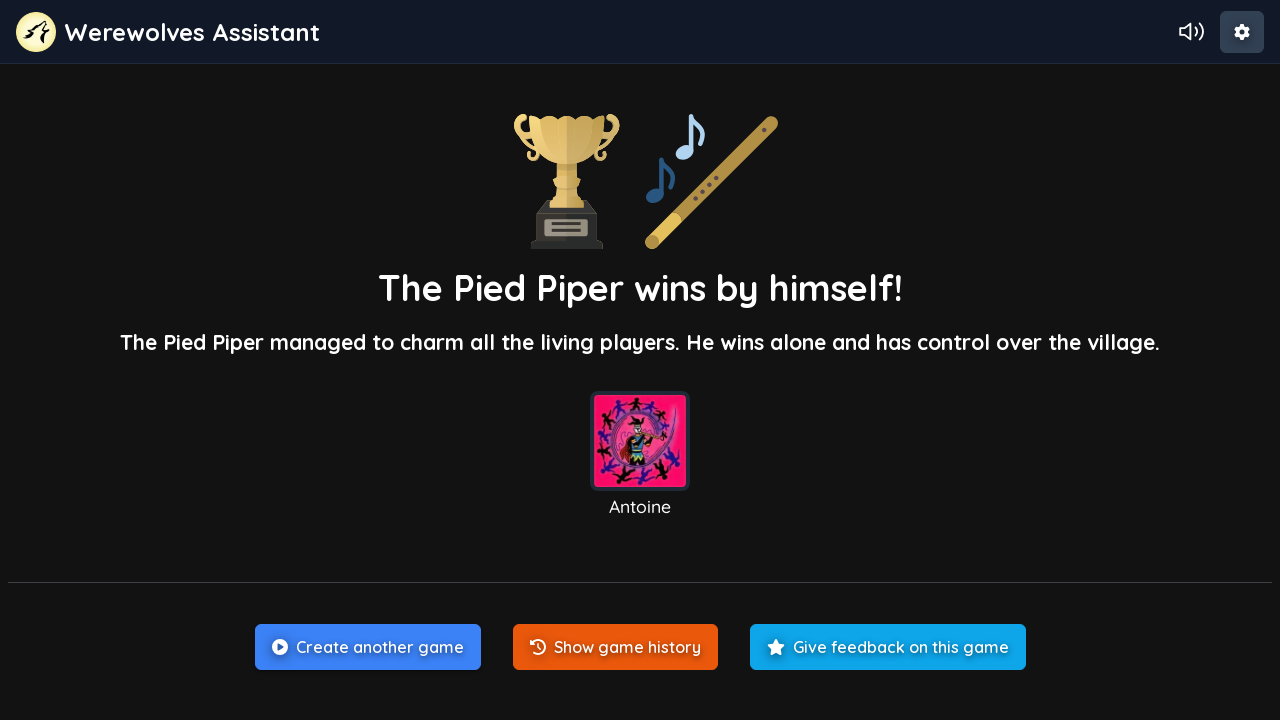 Werewolves Assistant
The Pied Piper wins by himself!
The Pied Piper managed to charm all the living players. He wins alone and has control over the village.
Antoine
Create another game
Show game history
Give feedback on this game